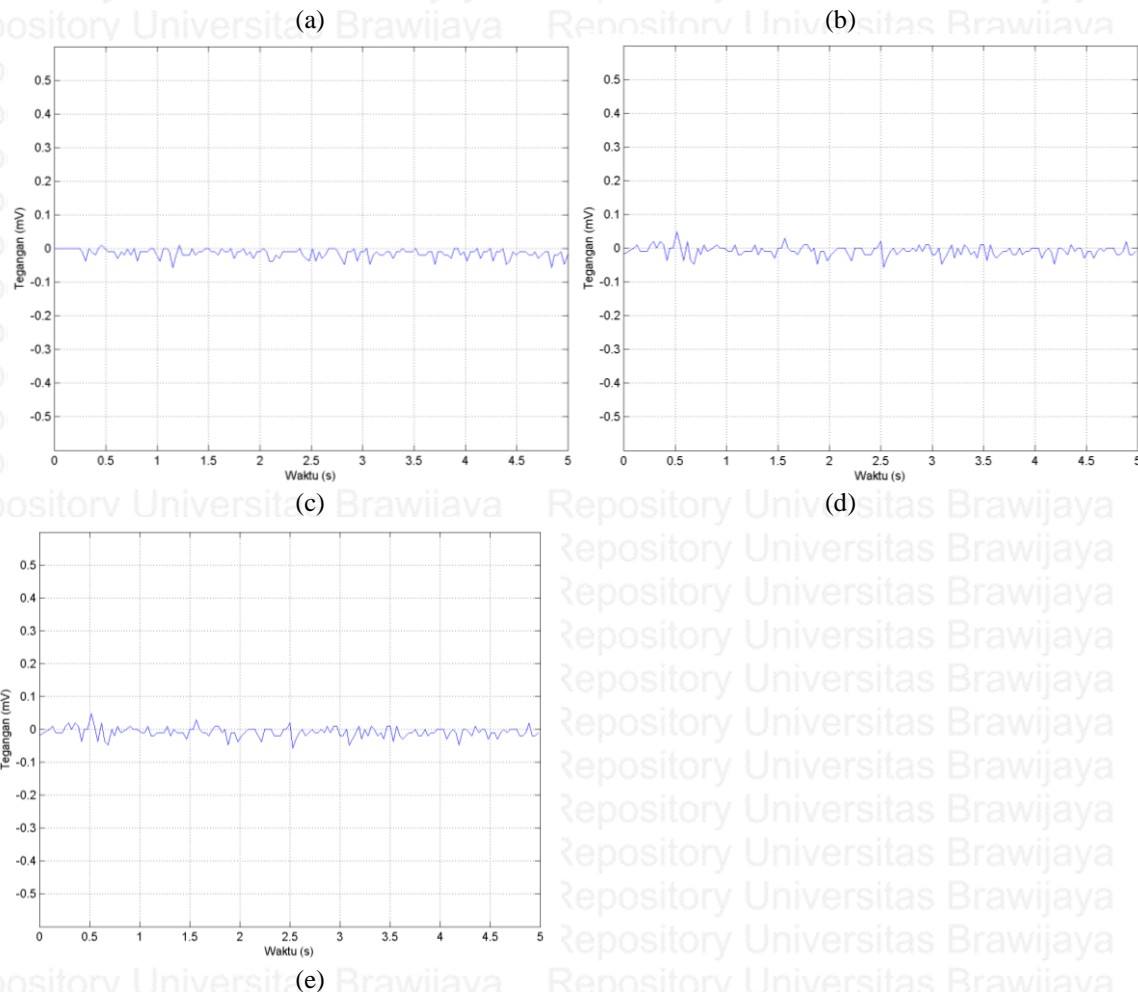 (a)
(b)
pository Universitas Brawijaya
Repository Universitas Brawijaya
0.5
0.4
0.3
0.2
0.1
0
-0.1
-0.2
-0.3
-0.4
-0.5
Tegangan (mV)
0 0.5 1 1.5 2 2.5 3 3.5 4 4.5 5
Waktu (s)
0.5
0.4
0.3
0.2
0.1
0
-0.1
-0.2
-0.3
-0.4
-0.5
Tegangan (mV)
0 0.5 1 1.5 2 2.5 3 3.5 4 4.5 5
Waktu (s)
pository Universitas Brawijaya
Repository Universitas Brawijaya
(c)
(d)
0.5
0.4
0.3
0.2
0.1
0
-0.1
-0.2
-0.3
-0.4
-0.5
Tegangan (mV)
0 0.5 1 1.5 2 2.5 3 3.5 4 4.5 5
Waktu (s)
Repository Universitas Brawijaya
Repository Universitas Brawijaya
Repository Universitas Brawijaya
Repository Universitas Brawijaya
Repository Universitas Brawijaya
Repository Universitas Brawijaya
Repository Universitas Brawijaya
Repository Universitas Brawijaya
Repository Universitas Brawijaya
Repository Universitas Brawijaya
pository Universitas Brawijaya
Repository Universitas Brawijaya
(e)